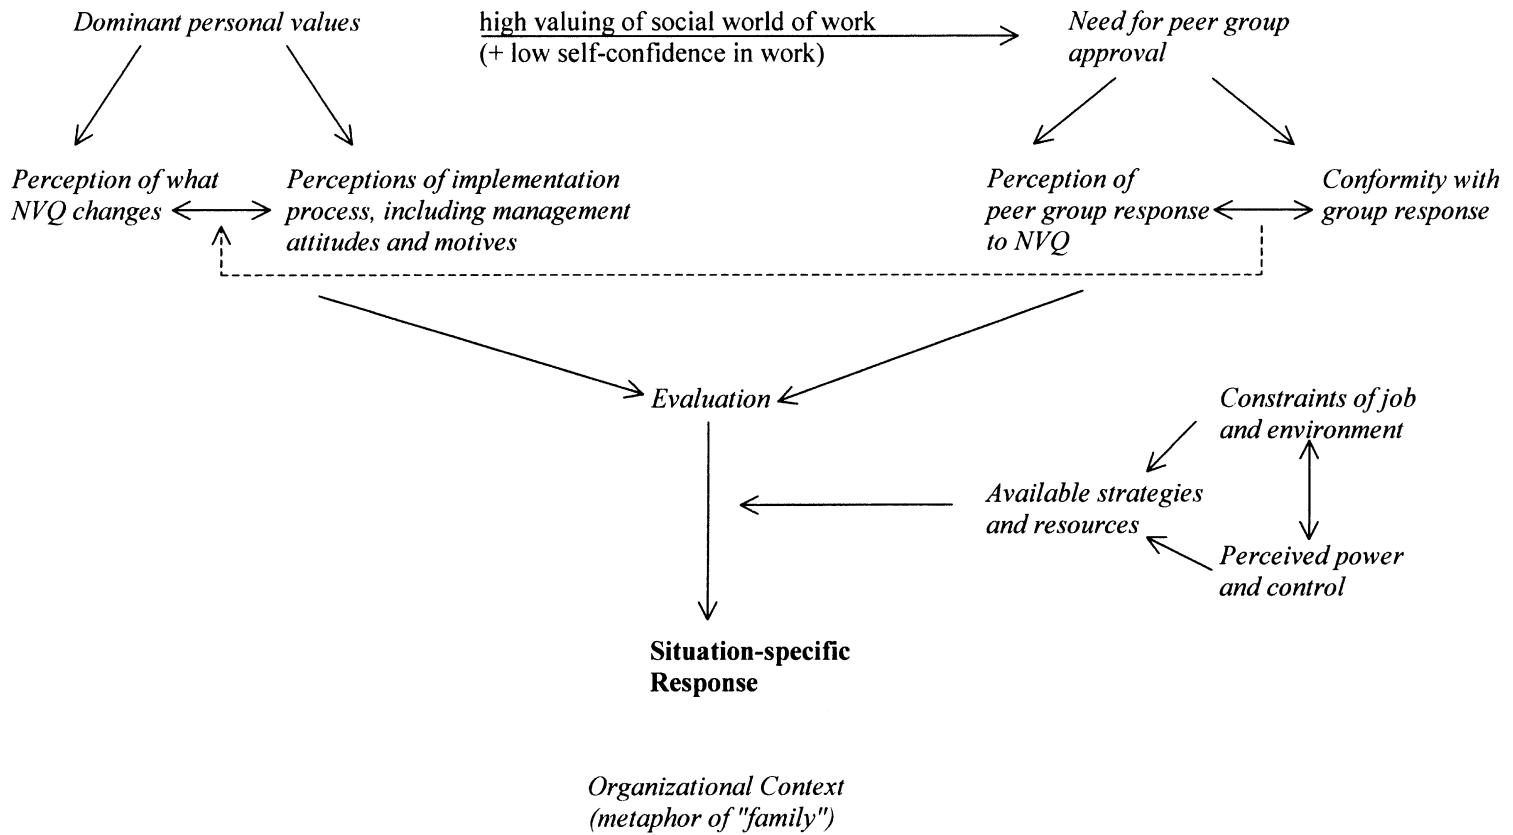 Dominant personal values
high valuing of social world of work
(+ low self-confidence in work)
Need for peer group
approval
Perception of what
NVQ changes
Perceptions of implementation
process, including management
attitudes and motives
Perception of
peer group response
to NVQ
Conformity with
group response
Evaluation
Constraints of job
and environment
Available strategies
and resources
Perceived power
and control
Situation-specific
Response
Organizational Context
(metaphor of "family")